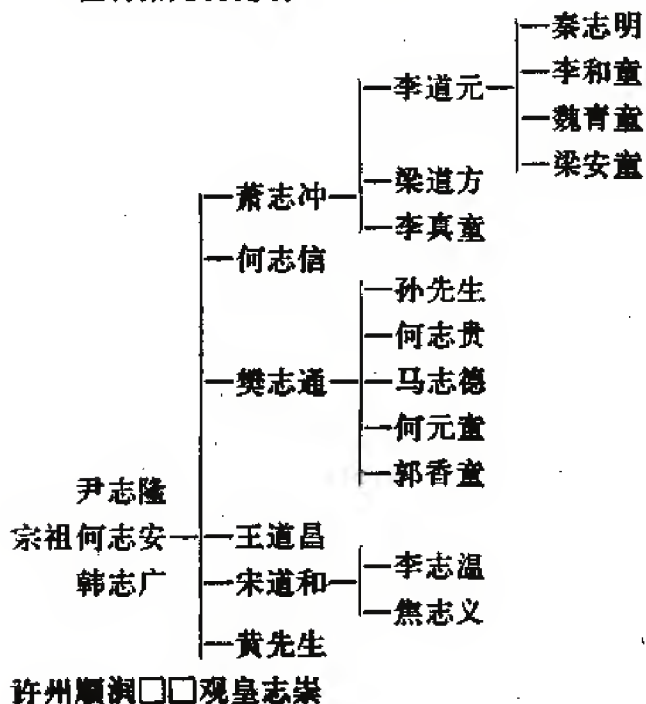 秦志明
李道元
李和童
魏青童
梁安童
萧志冲
梁道方
李真童
何志信
孙先生
何志贵
樊志通
马志德
何元童
郭香童
尹志隆
宗祖何志安
韩志广
王道昌
宋道和
李志温
焦志义
黄先生
许州顺涧□□观皇志崇